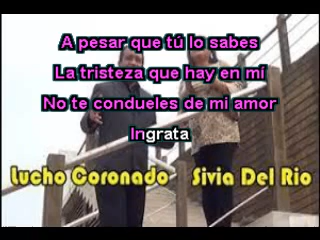 A pesar que tú lo sabes
La tristeza que hay en mí
No te condueles de mi amor
Ingrata
Lucho Coronado Sivia Del Rio